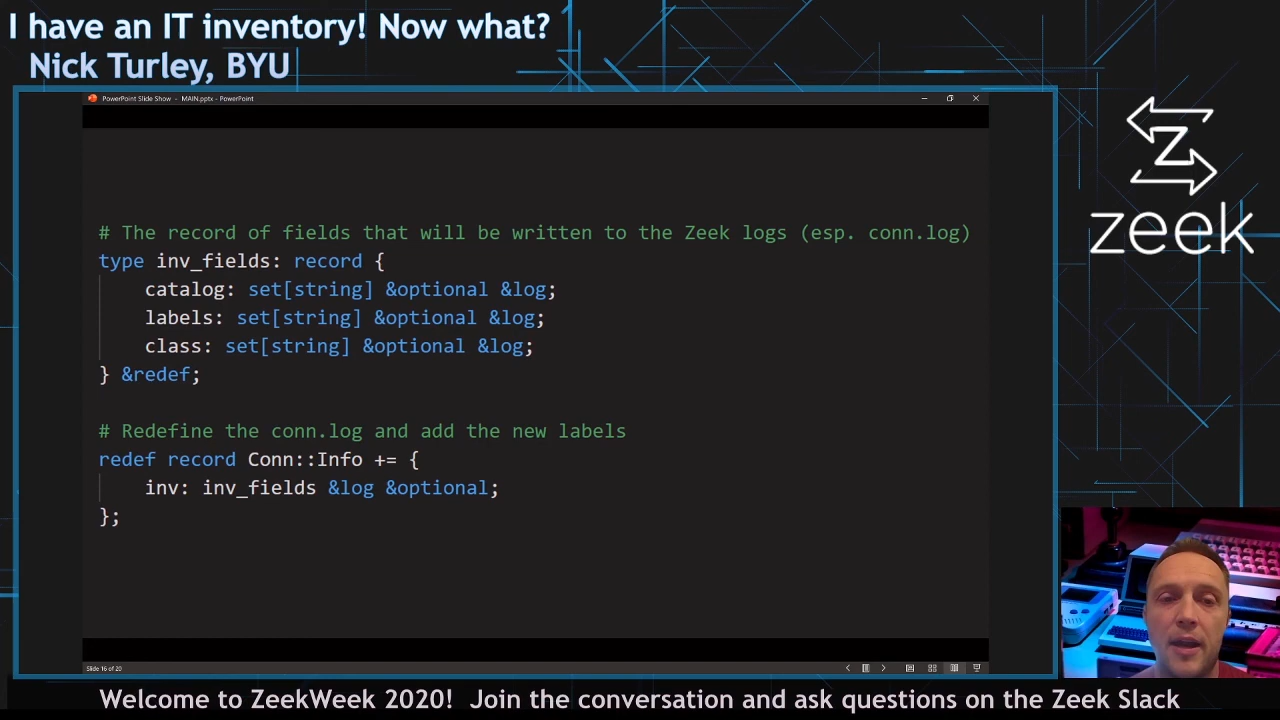 I have an IT inventory! Now what?
Nick Turley, BYU
PowerPoint Slide Show - MAIN.pptx - PowerPoint
# The record of fields that will be written to the Zeek logs (esp. conn.log)
type inv_fields: record {
catalog: set[string] &optional &log;
labels: set[string] &optional &log;
class: set[string] &optional &log;
} &redef;
# Redefine the conn.log and add the new labels
redef record Conn::Info += {
inv: inv_fields &log &optional;
};
Slide 16 of 20
Z
zeek
Welcome to ZeekWeek 2020! Join the conversation and ask questions on the Zeek Slack